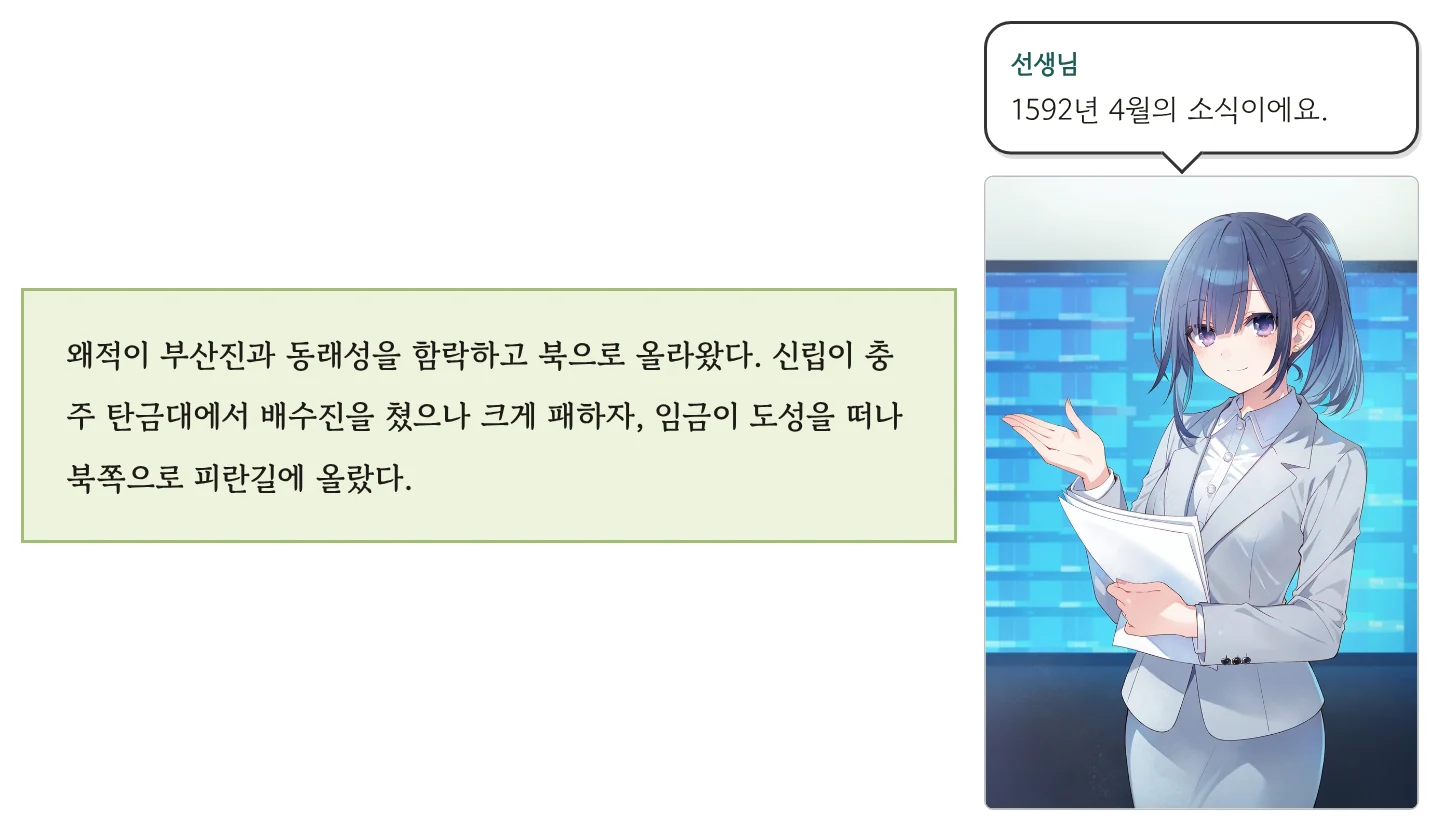 선생님
1592년 4월의 소식이에요.
왜적이 부산진과 동래성을 함락하고 북으로 올라왔다. 신립이 충
주 탄금대에서 배수진을 쳤으나 크게 패하자, 임금이 도성을 떠나
북쪽으로 피란길에 올랐다.